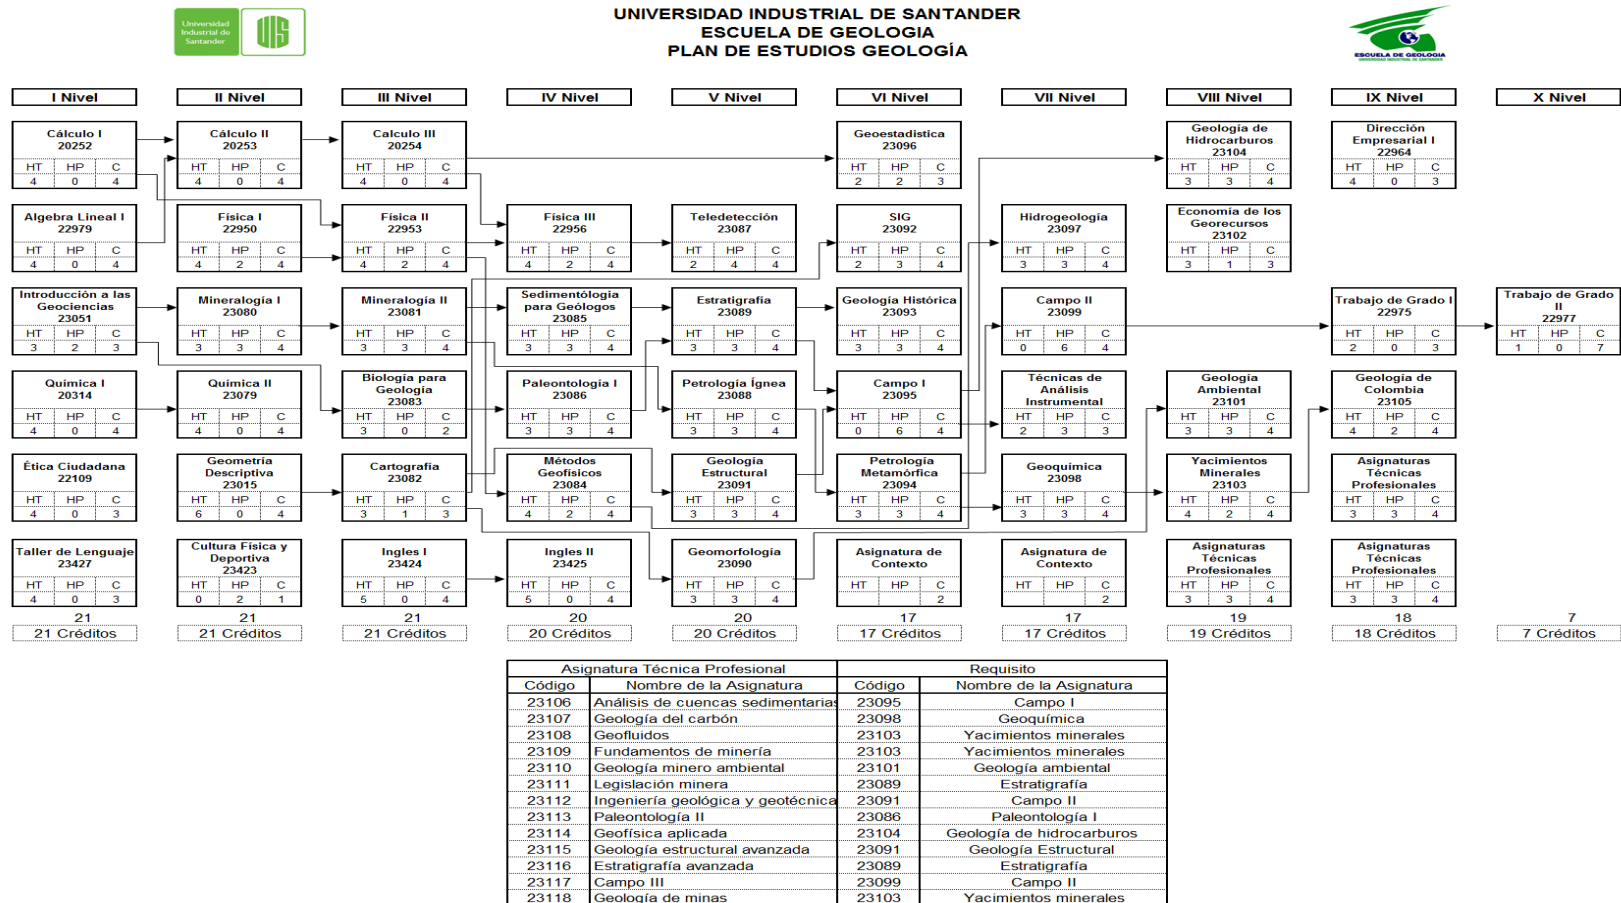 Universidad
Industrial de
Santander
UIS
UNIVERSIDAD INDUSTRIAL DE SANTANDER
ESCUELA DE GEOLOGIA
PLAN DE ESTUDIOS GEOLOGÍA
ESCUELA DE GEOLOGIA
UNIVERSIDAD INDUSTRIAL DE SANTANDER
I Nivel
Cálculo I
20252
HT HP C
4 0 4
Algebra Lineal I
22979
HT HP C
4 0 4
Introducción a las
Geociencias
23051
HT HP C
3 2 3
Química I
20314
HT HP C
4 0 4
Ética Ciudadana
22109
HT HP C
4 0 3
Taller de Lenguaje
23427
HT HP C
4 0 3
21
21 Créditos
II Nivel
Cálculo II
20253
HT HP C
4 0 4
Física I
22950
HT HP C
4 2 4
Mineralogía I
23080
HT HP C
3 3 4
Química II
23079
HT HP C
4 0 4
Geometría
Descriptiva
23015
HT HP C
6 0 4
Cultura Física y
Deportiva
23423
HT HP C
0 2 1
21
21 Créditos
III Nivel
Calculo III
20254
HT HP C
4 0 4
Física II
22953
HT HP C
4 2 4
Mineralogía II
23081
HT HP C
3 3 4
Biología para
Geología
23083
HT HP C
3 0 2
Cartografía
23082
HT HP C
3 1 3
Ingles I
23424
HT HP C
5 0 4
21
21 Créditos
IV Nivel
Física III
22956
HT HP C
4 2 4
Sedimentólogia
para Geólogos
23085
HT HP C
3 3 4
Paleontología I
23086
HT HP C
3 3 4
Métodos
Geofísicos
23084
HT HP C
4 2 4
Ingles II
23425
HT HP C
5 0 4
20
20 Créditos
V Nivel
Teledetección
23087
HT HP C
2 4 4
Estratigrafía
23089
HT HP C
3 3 4
Petrología Ígnea
23088
HT HP C
3 3 4
Geología
Estructural
23091
HT HP C
3 3 4
Geomorfología
23090
HT HP C
3 3 4
20
20 Créditos
VI Nivel
Geoestadistica
23096
HT HP C
2 2 3
SIG
23092
HT HP C
2 3 4
Geología Histórica
23093
HT HP C
3 3 4
Campo I
23095
HT HP C
0 6 4
Petrología
Metamórfica
23094
HT HP C
3 3 4
Asignatura de
Contexto
HT HP C
2
17
17 Créditos
VII Nivel
Hidrogeología
23097
HT HP C
3 3 4
Campo II
23099
HT HP C
0 6 4
Técnicas de
Análisis
Instrumental
HT HP C
2 3 3
Geoquímica
23098
HT HP C
3 3 4
Asignatura de
Contexto
HT HP C
2
17
17 Créditos
VIII Nivel
Geología de
Hidrocarburos
23104
HT HP C
3 3 4
Economía de los
Georecursos
23102
HT HP C
3 1 3
Geología
Ambiental
23101
HT HP C
3 3 4
Yacimientos
Minerales
23103
HT HP C
4 2 4
Asignaturas
Técnicas
Profesionales
HT HP C
3 3 4
19
19 Créditos
IX Nivel
Dirección
Empresarial I
22964
HT HP C
4 0 3
Trabajo de Grado I
22975
HT HP C
2 0 3
Geología de
Colombia
23105
HT HP C
4 2 4
Asignaturas
Técnicas
Profesionales
HT HP C
3 3 4
Asignaturas
Técnicas
Profesionales
HT HP C
3 3 4
18
18 Créditos
X Nivel
Trabajo de Grado
II
22977
HT HP C
1 0 7
7
7 Créditos
Asignatura Técnica Profesional Requisito
Código Nombre de la Asignatura Código Nombre de la Asignatura
23106 Análisis de cuencas sedimentarias 23095 Campo I
23107 Geología del carbón 23098 Geoquímica
23108 Geofluidos 23103 Yacimientos minerales
23109 Fundamentos de minería 23103 Yacimientos minerales
23110 Geología minero ambiental 23101 Geología ambiental
23111 Legislación minera 23089 Estratigrafía
23112 Ingeniería geológica y geotécnica 23091 Campo II
23113 Paleontología II 23086 Paleontología I
23114 Geofísica aplicada 23104 Geología de hidrocarburos
23115 Geología estructural avanzada 23091 Geología Estructural
23116 Estratigrafía avanzada 23089 Estratigrafía
23117 Campo III 23099 Campo II
23118 Geología de minas 23103 Yacimientos minerales